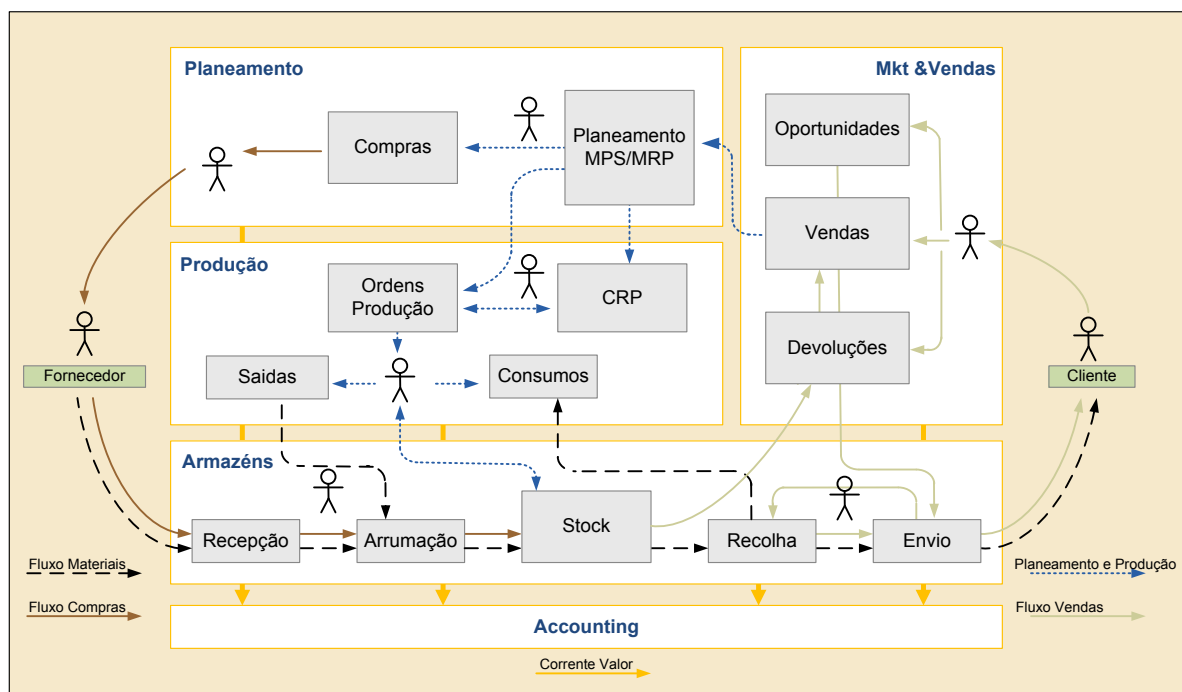 Planeamento
Mkt &Vendas
Compras
Planeamento
MPS/MRP
Oportunidades
Vendas
Produção
Ordens
Produção
CRP
Devoluções
Fornecedor
Saidas
Consumos
Cliente
Armazéns
Recepção
Arrumação
Stock
Recolha
Envio
Fluxo Materiais
Planeamento e Produção
Fluxo Compras
Fluxo Vendas
Accounting
Corrente Valor